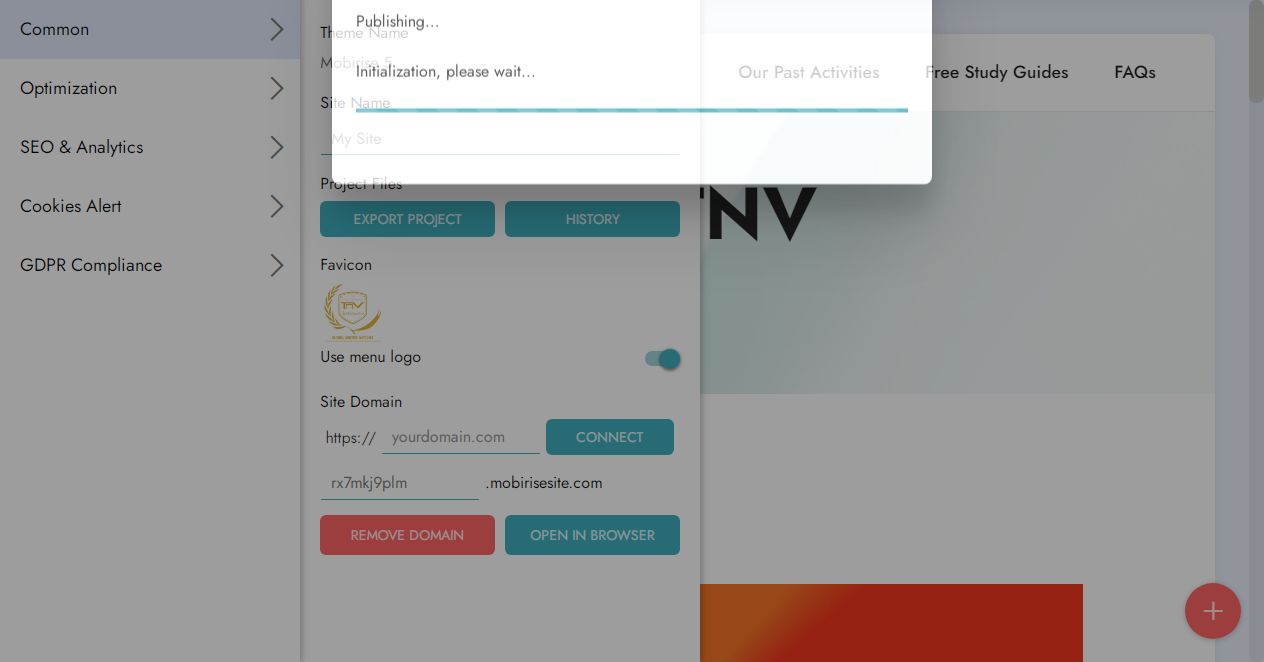 Common
Optimization
SEO & Analytics
Cookies Alert
GDPR Compliance
Publishing...
Initialization, please wait...
Theme Name
Mobirise 5
Site Name
My Site
Project Files
EXPORT PROJECT
HISTORY
Favicon
Use menu logo
Site Domain
https:// yourdomain.com CONNECT
rx7mkj9plm .mobirisesite.com
REMOVE DOMAIN
OPEN IN BROWSER
Our Past Activities Free Study Guides FAQs